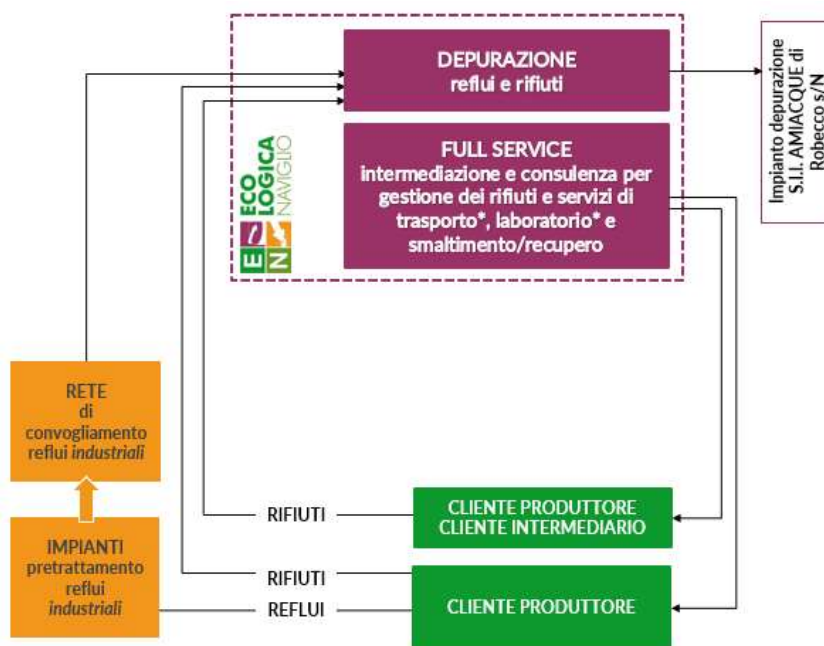 DEPURAZIONE
reflui e rifiuti
FULL SERVICE
intermediazione e consulenza per
gestione dei rifiuti e servizi di
trasporto*, laboratorio* e
smaltimento/recupero
ECO
LOGICA
NAVIGLIO
E
N
Impianto depurazione
S.I.I. AMIACQUE di
Robecco s/N
RETE
di
convogliamento
reflui industriali
IMPIANTI
pretrattamento
reflui
industriali
RIFIUTI
CLIENTE PRODUTTORE
CLIENTE INTERMEDIARIO
RIFIUTI
REFLUI
CLIENTE PRODUTTORE